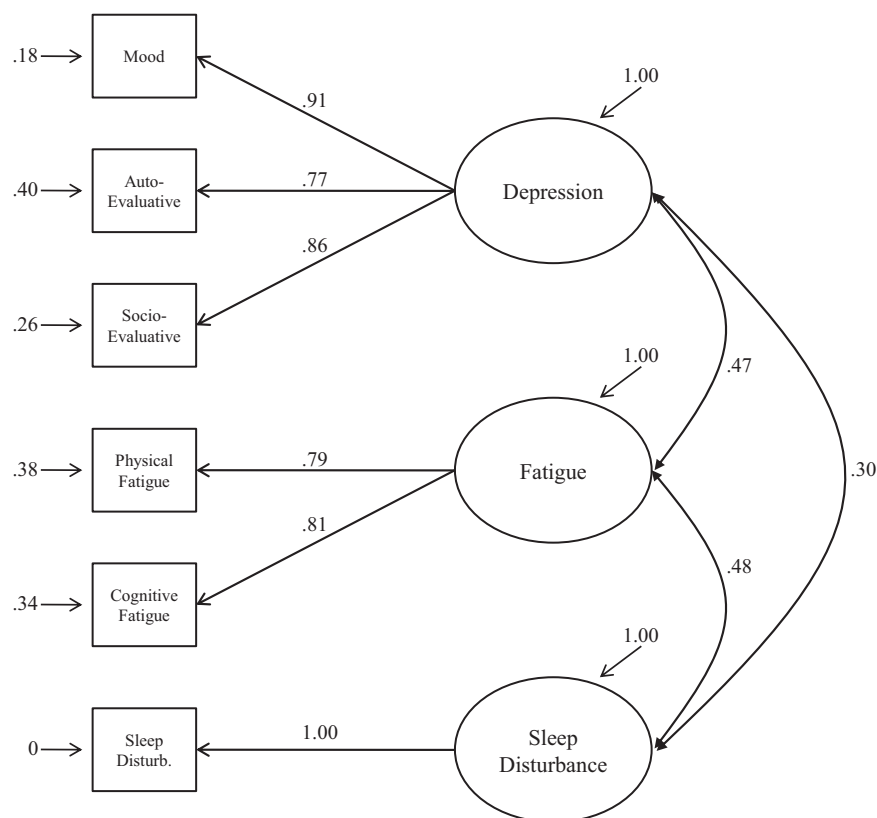 1.00
.18
Mood
.91
Depression
.40
Auto-
Evaluative
.77
.86
.26
Socio-
Evaluative
1.00
.47
.38
Physical
Fatigue
.79
Fatigue
.30
.81
.48
.34
Cognitive
Fatigue
1.00
0
Sleep
Disturb.
1.00
Sleep
Disturbance